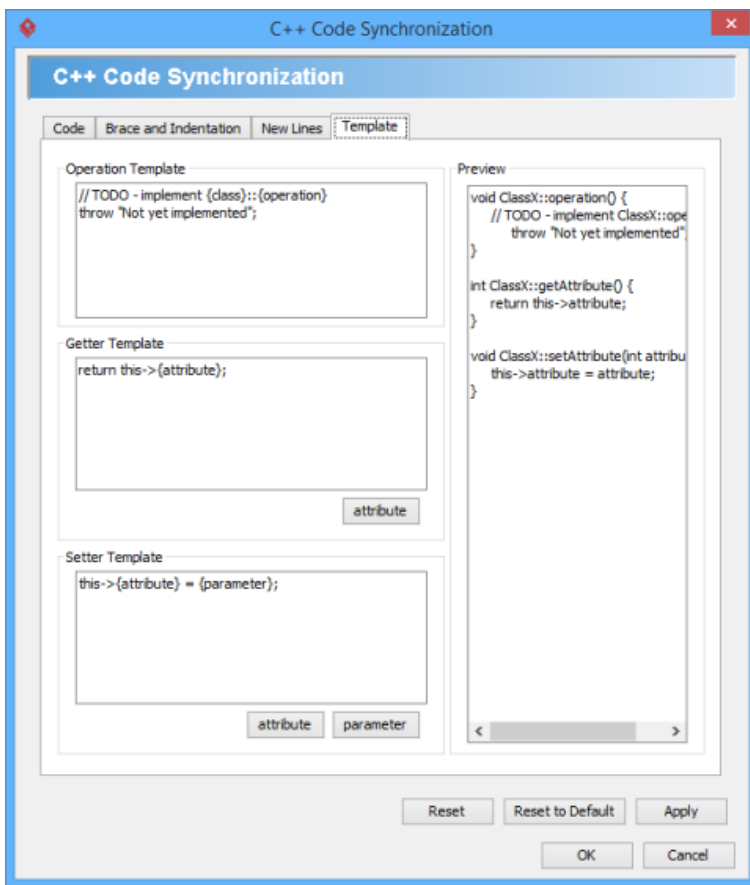 C++ Code Synchronization
C++ Code Synchronization
Code Brace and Indentation New Lines Template
Operation Template
// TODO - implement {class}::{operation}
throw "Not yet implemented";
Getter Template
return this->{attribute};
attribute
Setter Template
this->{attribute} = {parameter};
attribute parameter
Preview
void ClassX::operation() {
// TODO - implement ClassX::ope
throw "Not yet implemented"
}
int ClassX::getAttribute() {
return this->attribute;
}
void ClassX::setAttribute(int attribu
this->attribute = attribute;
}
Reset Reset to Default Apply
OK Cancel